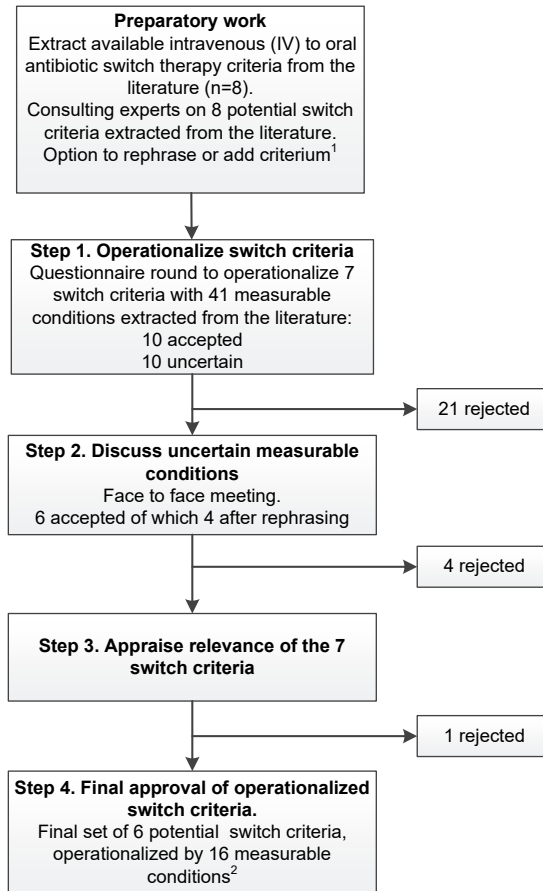 Preparatory work
Extract available intravenous (IV) to oral
antibiotic switch therapy criteria from the
literature (n=8).
Consulting experts on 8 potential switch
criteria extracted from the literature.
Option to rephrase or add criterium¹
Step 1. Operationalize switch criteria
Questionnaire round to operationalize 7
switch criteria with 41 measurable
conditions extracted from the literature:
10 accepted
10 uncertain
21 rejected
Step 2. Discuss uncertain measurable
conditions
Face to face meeting.
6 accepted of which 4 after rephrasing
4 rejected
Step 3. Appraise relevance of the 7
switch criteria
1 rejected
Step 4. Final approval of operationalized
switch criteria.
Final set of 6 potential switch criteria,
operationalized by 16 measurable
conditions²